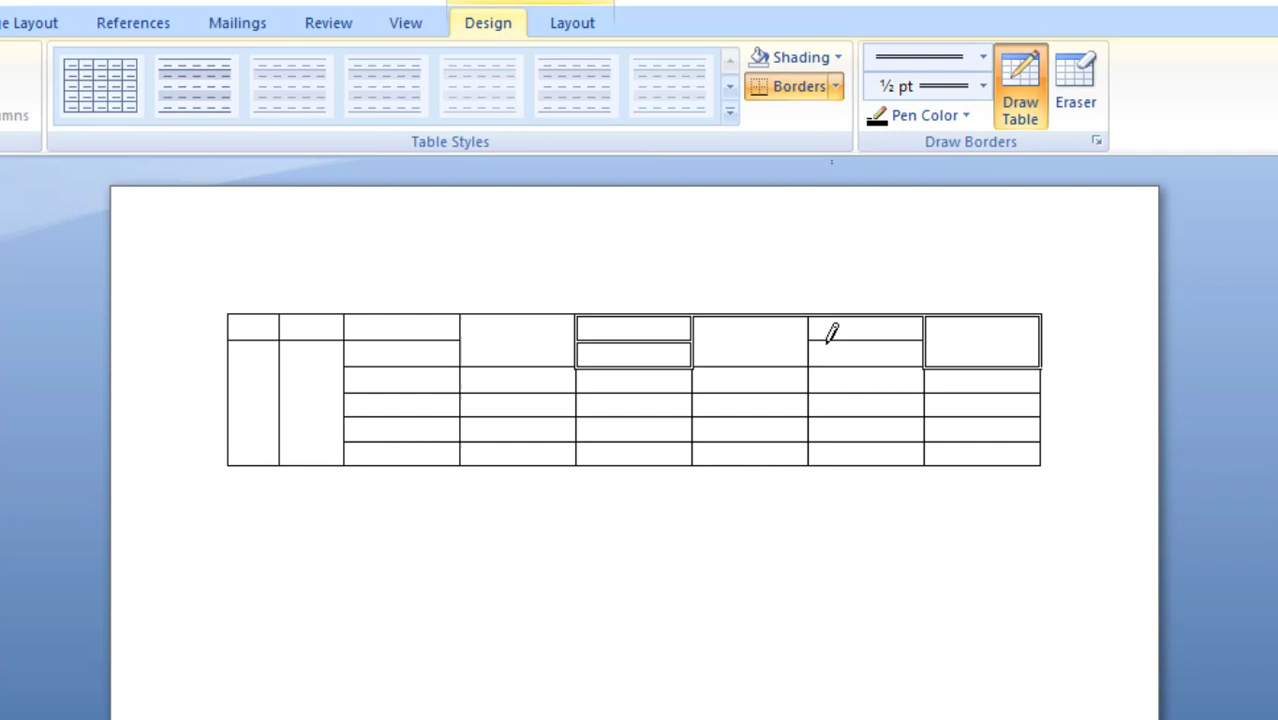 ge Layout References Mailings Review View Design Layout
Shading
½ pt
Borders
mns
Pen Color
Draw
Table
Eraser
Table Styles
Draw Borders